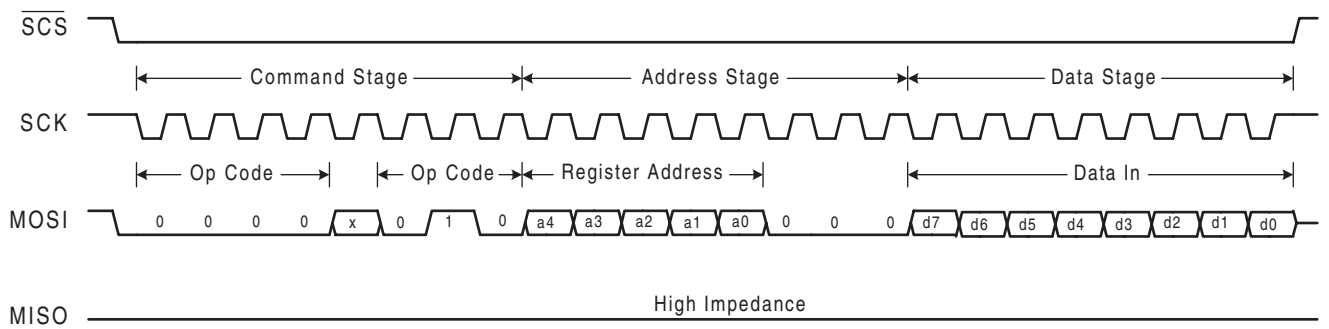 SCS
Command Stage Address Stage Data Stage
SCK
Op Code Op Code Register Address Data In
MOSI 0 0 0 0 x 0 1 0 a4 a3 a2 a1 a0 0 0 0 d7 d6 d5 d4 d3 d2 d1 d0
High Impedance
MISO